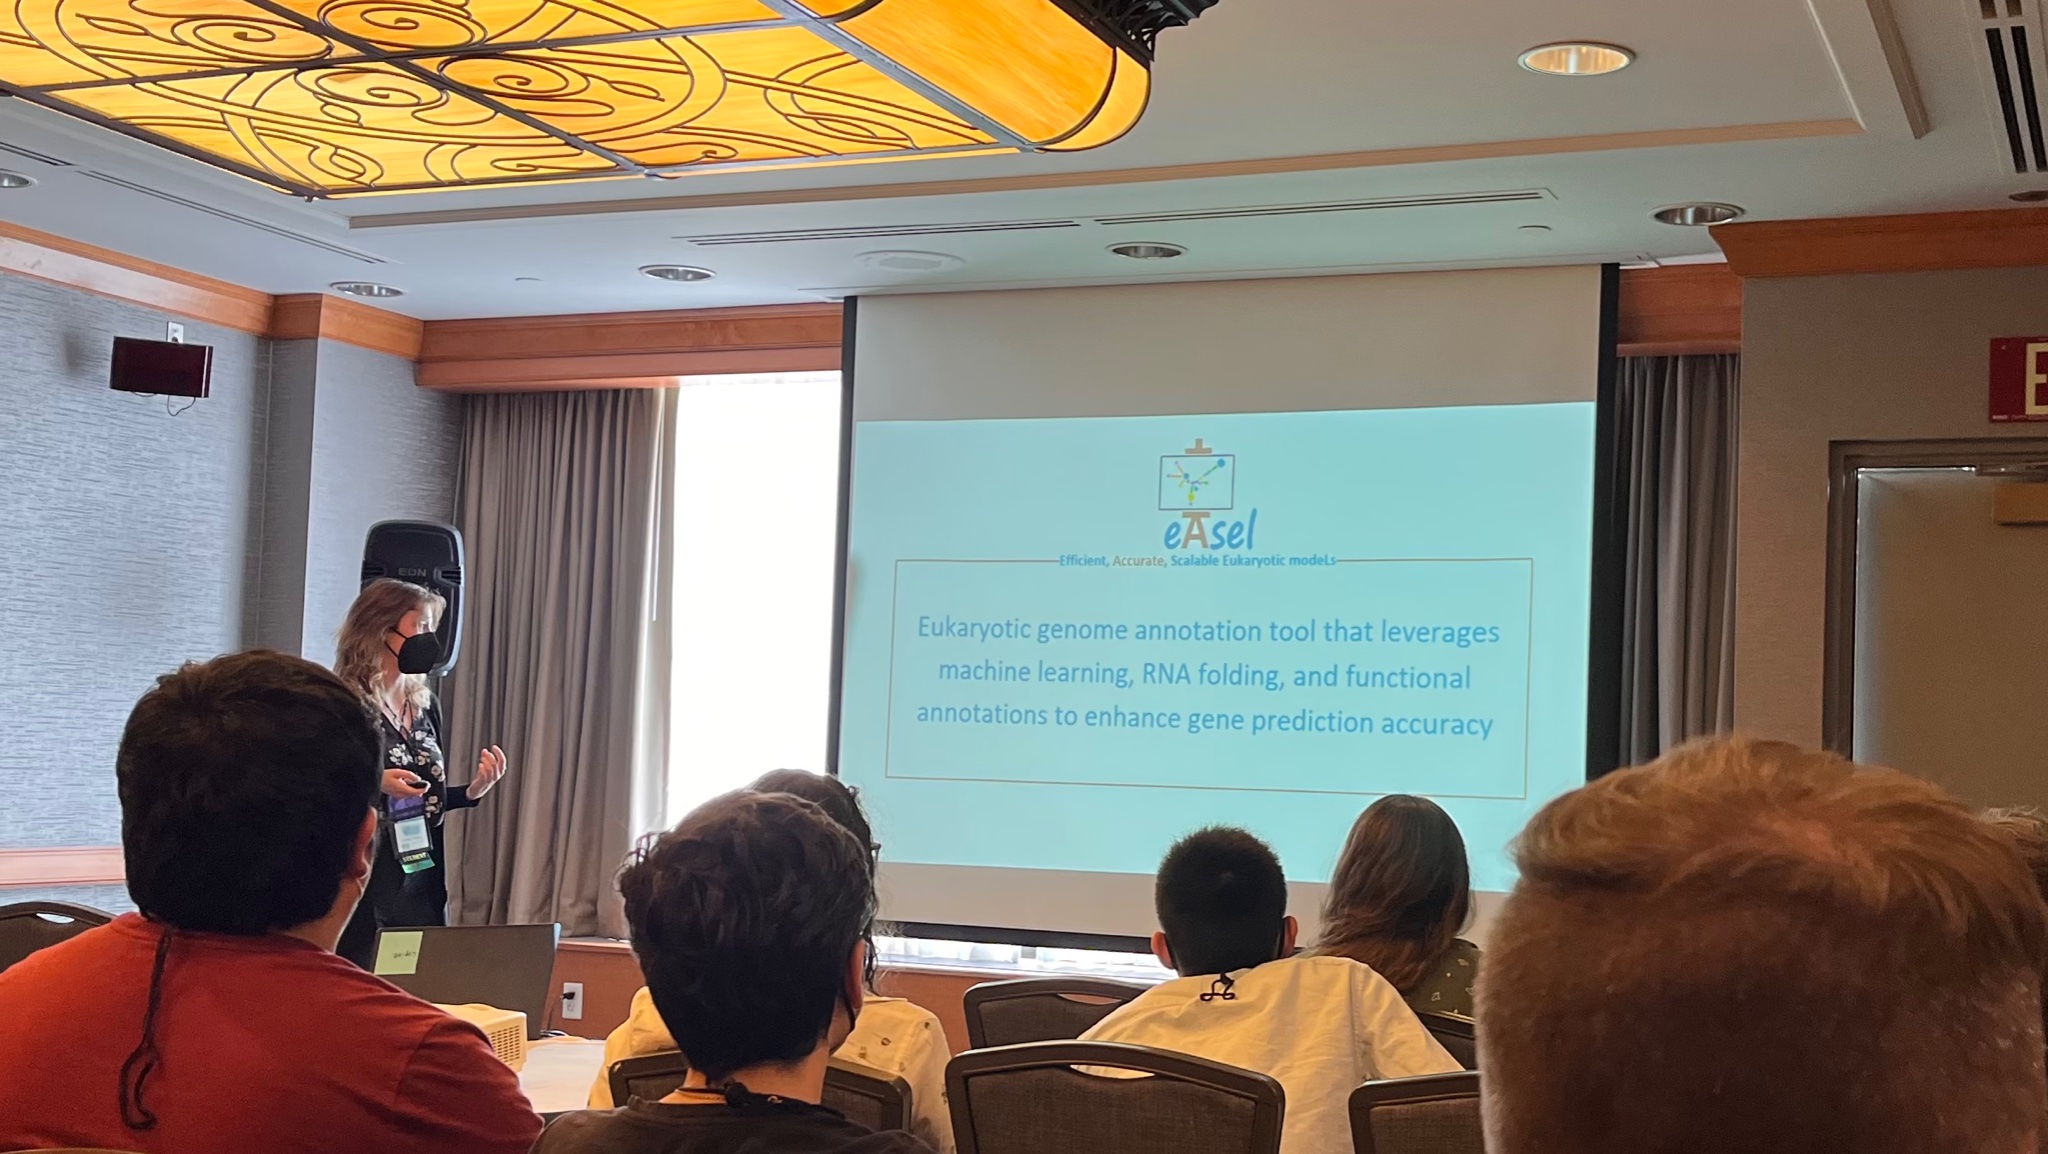 eAsel
Efficient, Accurate, Scalable Eukaryotic modeLs
Eukaryotic genome annotation tool that leverages
machine learning, RNA folding, and functional
annotations to enhance gene prediction accuracy
EDN
STUDENT
E